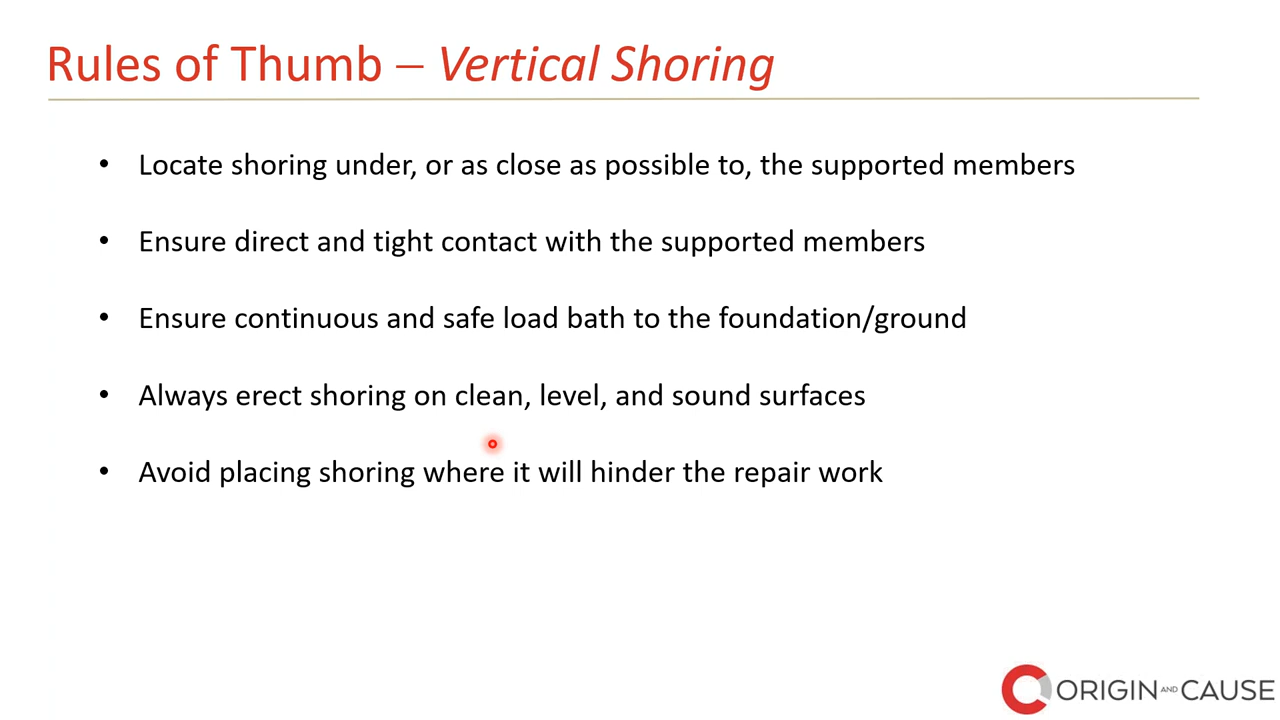 Rules of Thumb – Vertical Shoring
• Locate shoring under, or as close as possible to, the supported members
• Ensure direct and tight contact with the supported members
• Ensure continuous and safe load bath to the foundation/ground
• Always erect shoring on clean, level, and sound surfaces
• Avoid placing shoring where it will hinder the repair work
ORIGIN AND CAUSE